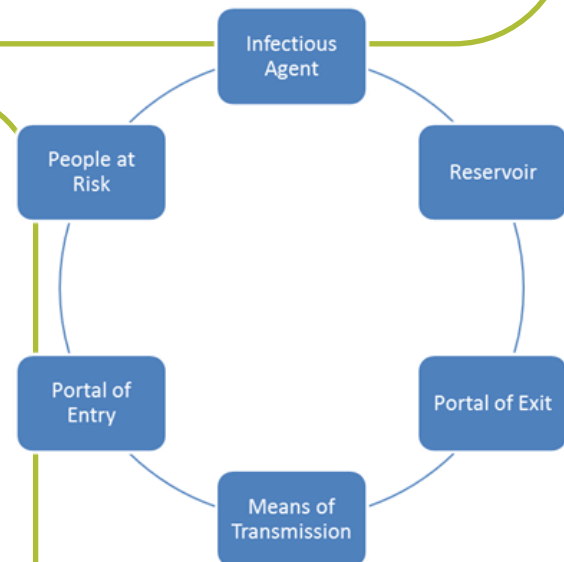 Infectious
Agent
Reservoir
Portal of Exit
Means of
Transmission
Portal of
Entry
People at
Risk